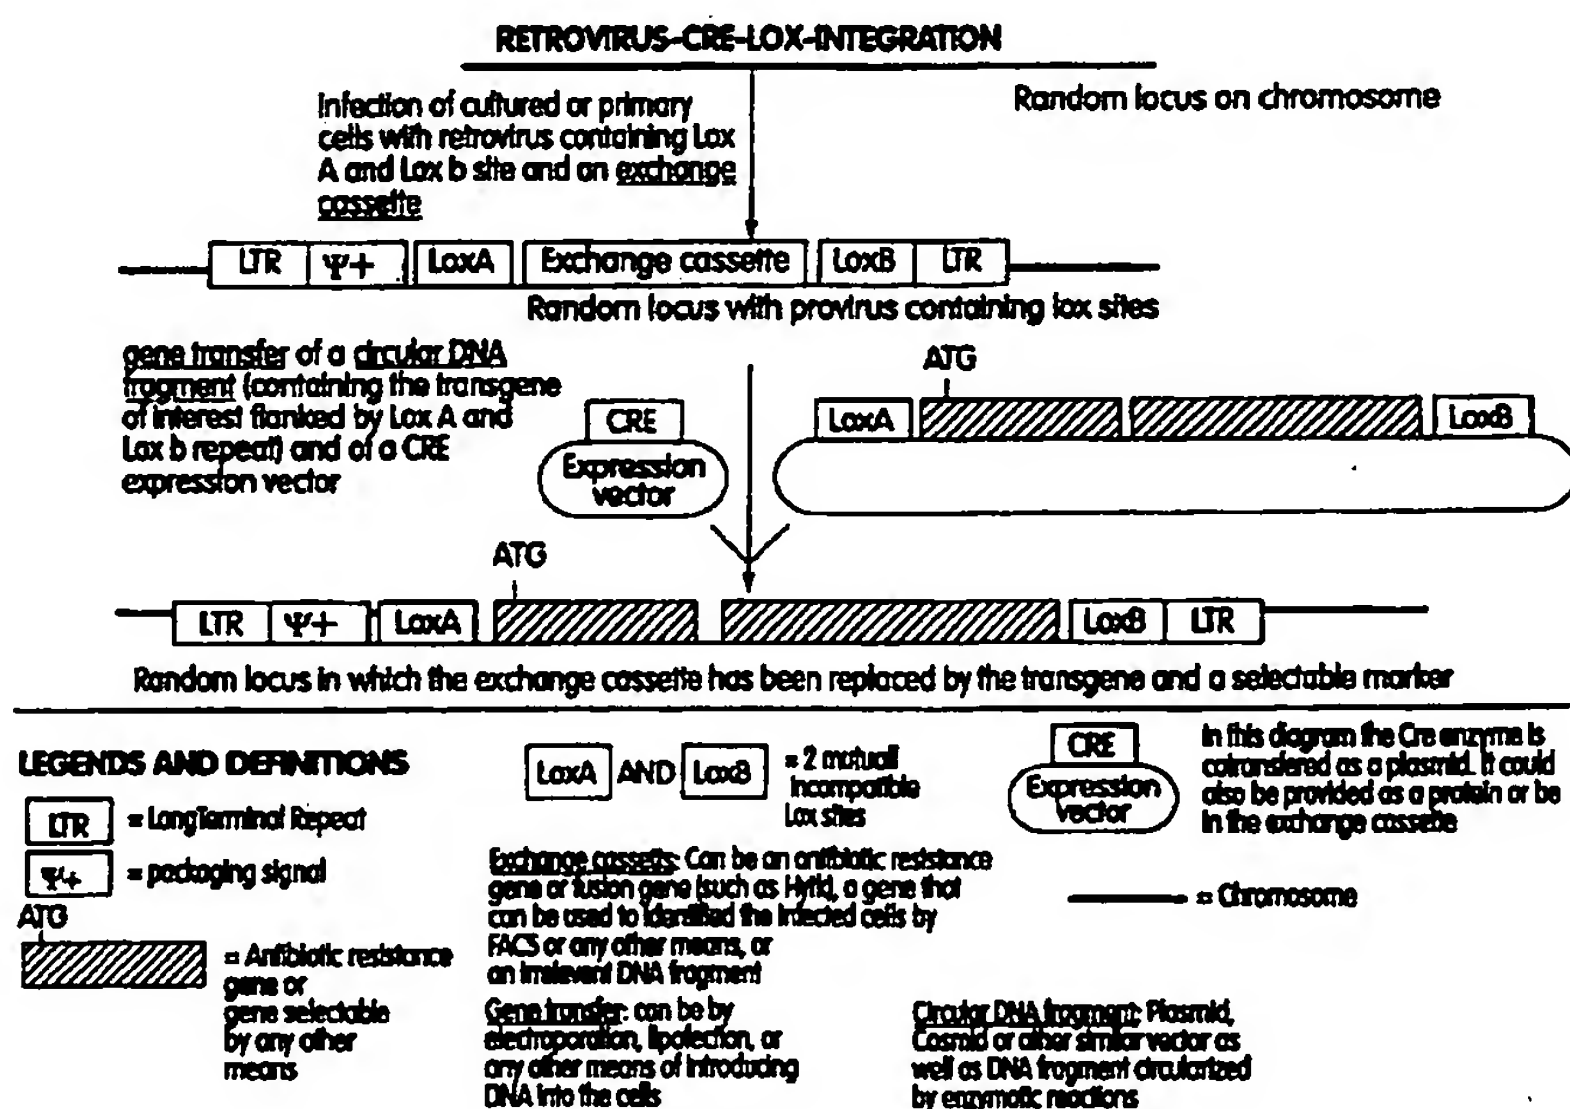 RETROVIRUS-CRE-LOX-INTEGRATION
Infection of cultured or primary
cells with retrovirus containing Lox
A and Lox b site and an exchange
cassette
Random locus on chromosome
LTR Ψ+ LoxA Exchange cassette LoxB LTR
Random locus with provirus containing lox sites
gene transfer of a circular DNA
fragment (containing the transgene
of interest flanked by Lox A and
Lox b repeat) and of a CRE
expression vector
CRE
Expression
vector
ATG
LoxA LoxB
ATG
LTR Ψ+ LoxA LoxB LTR
Random locus in which the exchange cassette has been replaced by the transgene and a selectable marker
LEGENDS AND DEFINITIONS
LTR = LongTerminal Repeat
Ψ+ = packaging signal
ATG
= Antibiotic resistance
gene or
gene selectable
by any other
means
LoxA AND LoxB = 2 motuall
incompatible
Lox sites
Exchange cassette: Can be an antibiotic resistance
gene or fusion gene (such as Hytk), a gene that
can be used to identified the infected cells by
FACS or any other means, or
an irrelevent DNA fragment
Gene transfer: can be by
electroporation, lipofection, or
any other means of introducing
DNA into the cells
CRE
Expression
vector
In this diagram the Cre enzyme is
cotransfered as a plasmid. It could
also be provided as a protein or be
in the exchange cassette
= Chromosome
Circular DNA fragment: Plasmid,
Cosmid or other similar vector as
well as DNA fragment circularized
by enzymatic reactions